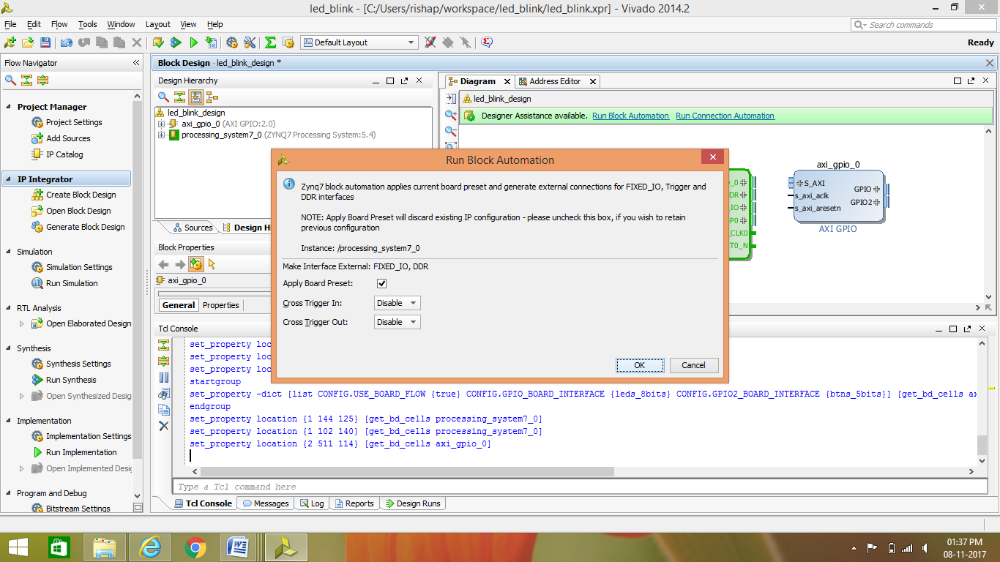 led_blink - [C:/Users/rishap/workspace/led_blink/led_blink.xpr] - Vivado 2014.2
File Edit Flow Tools Window Layout View Help
Search commands
Default Layout
Ready
Flow Navigator
Project Manager
Project Settings
Add Sources
IP Catalog
IP Integrator
Create Block Design
Open Block Design
Generate Block Design
Simulation
Simulation Settings
Run Simulation
RTL Analysis
Open Elaborated Design
Synthesis
Synthesis Settings
Run Synthesis
Open Synthesized Desig
Implementation
Implementation Settings
Run Implementation
Open Implemented Desig
Program and Debug
Bitstream Settings
Block Design - led_blink_design *
Design Hierarchy
led_blink_design
axi_gpio_0 (AXI GPIO:2.0)
processing_system7_0 (ZYNQ7 Processing System:5.4)
Sources Design H
Block Properties
axi_gpio_0
General Properties
Diagram Address Editor
led_blink_design
Designer Assistance available. Run Block Automation Run Connection Automation
_0
DR
_IO
P0
_CLK0
T0_N
axi_gpio_0
S_AXI
s_axi_aclk
s_axi_aresetn
GPIO
GPIO2
AXI GPIO
Run Block Automation
Zynq7 block automation applies current board preset and generate external connections for FIXED_IO, Trigger and
DDR interfaces
NOTE: Apply Board Preset will discard existing IP configuration - please uncheck this box, if you wish to retain
previous configuration
Instance: /processing_system7_0
Make Interface External: FIXED_IO, DDR
Apply Board Preset:
Cross Trigger In: Disable
Cross Trigger Out: Disable
OK Cancel
Tcl Console
set_property loc
set_property loc
set_property loc
startgroup
set_property -dict [list CONFIG.USE_BOARD_FLOW {true} CONFIG.GPIO_BOARD_INTERFACE {leds_8bits} CONFIG.GPIO2_BOARD_INTERFACE {btns_5bits}] [get_bd_cells ax
endgroup
set_property location {1 144 125} [get_bd_cells processing_system7_0]
set_property location {1 102 140} [get_bd_cells processing_system7_0]
set_property location {2 511 114} [get_bd_cells axi_gpio_0]
Type a Tcl command here
Tcl Console Messages Log Reports Design Runs
01:37 PM
08-11-2017